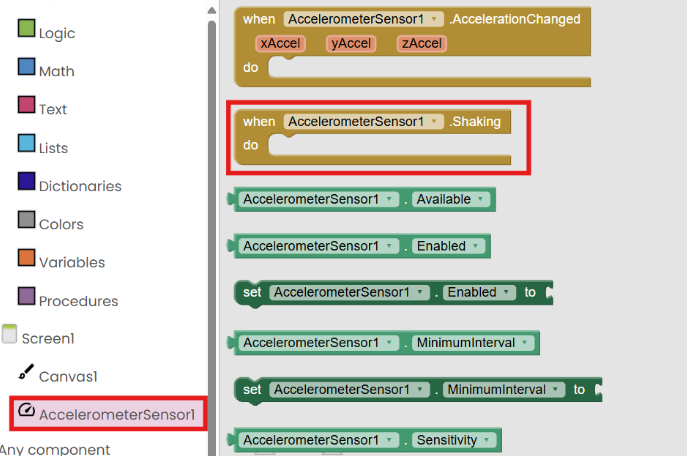 Logic
Math
Text
Lists
Dictionaries
Colors
Variables
Procedures
Screen1
Canvas1
AccelerometerSensor1
Any component
when AccelerometerSensor1 .AccelerationChanged
xAccel yAccel zAccel
do
when AccelerometerSensor1 .Shaking
do
AccelerometerSensor1 . Available
AccelerometerSensor1 . Enabled
set AccelerometerSensor1 . Enabled to
AccelerometerSensor1 . MinimumInterval
set AccelerometerSensor1 . MinimumInterval to
AccelerometerSensor1 . Sensitivity